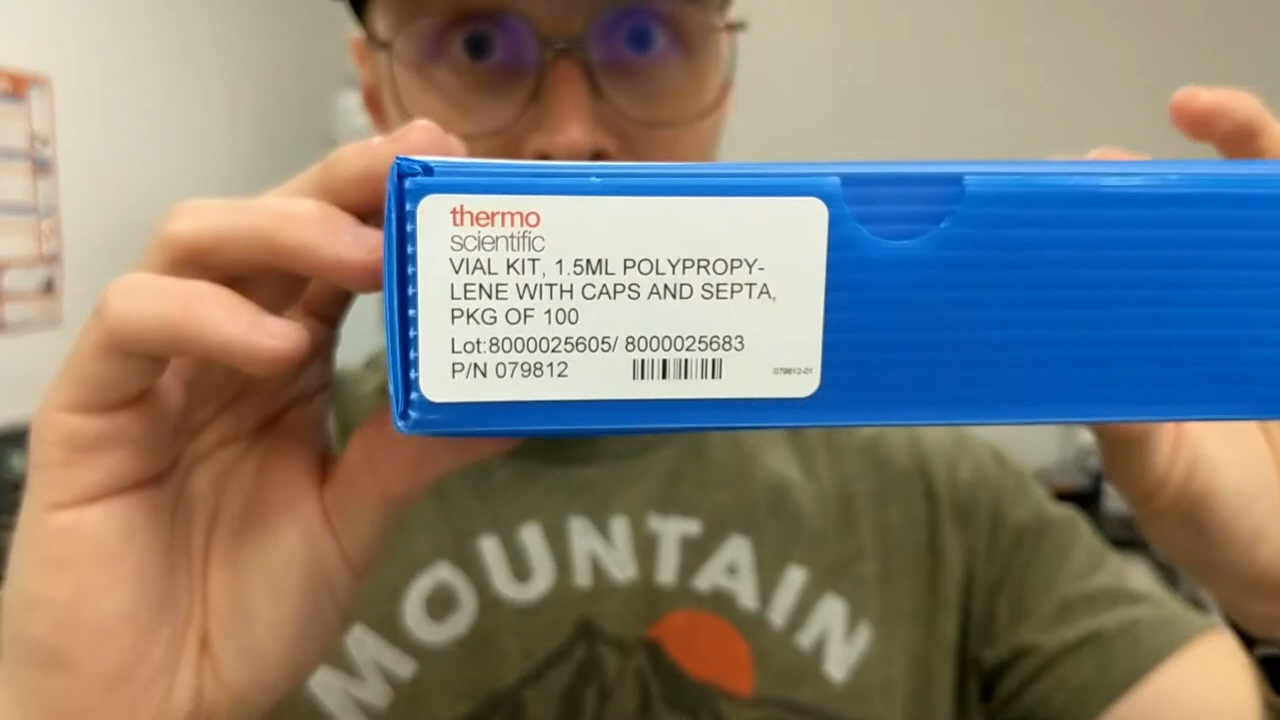 thermo
scientific
VIAL KIT, 1.5ML POLYPROPY-
LENE WITH CAPS AND SEPTA,
PKG OF 100
Lot:8000025605/ 8000025683
P/N 079812
079812-01
MOUNTAIN